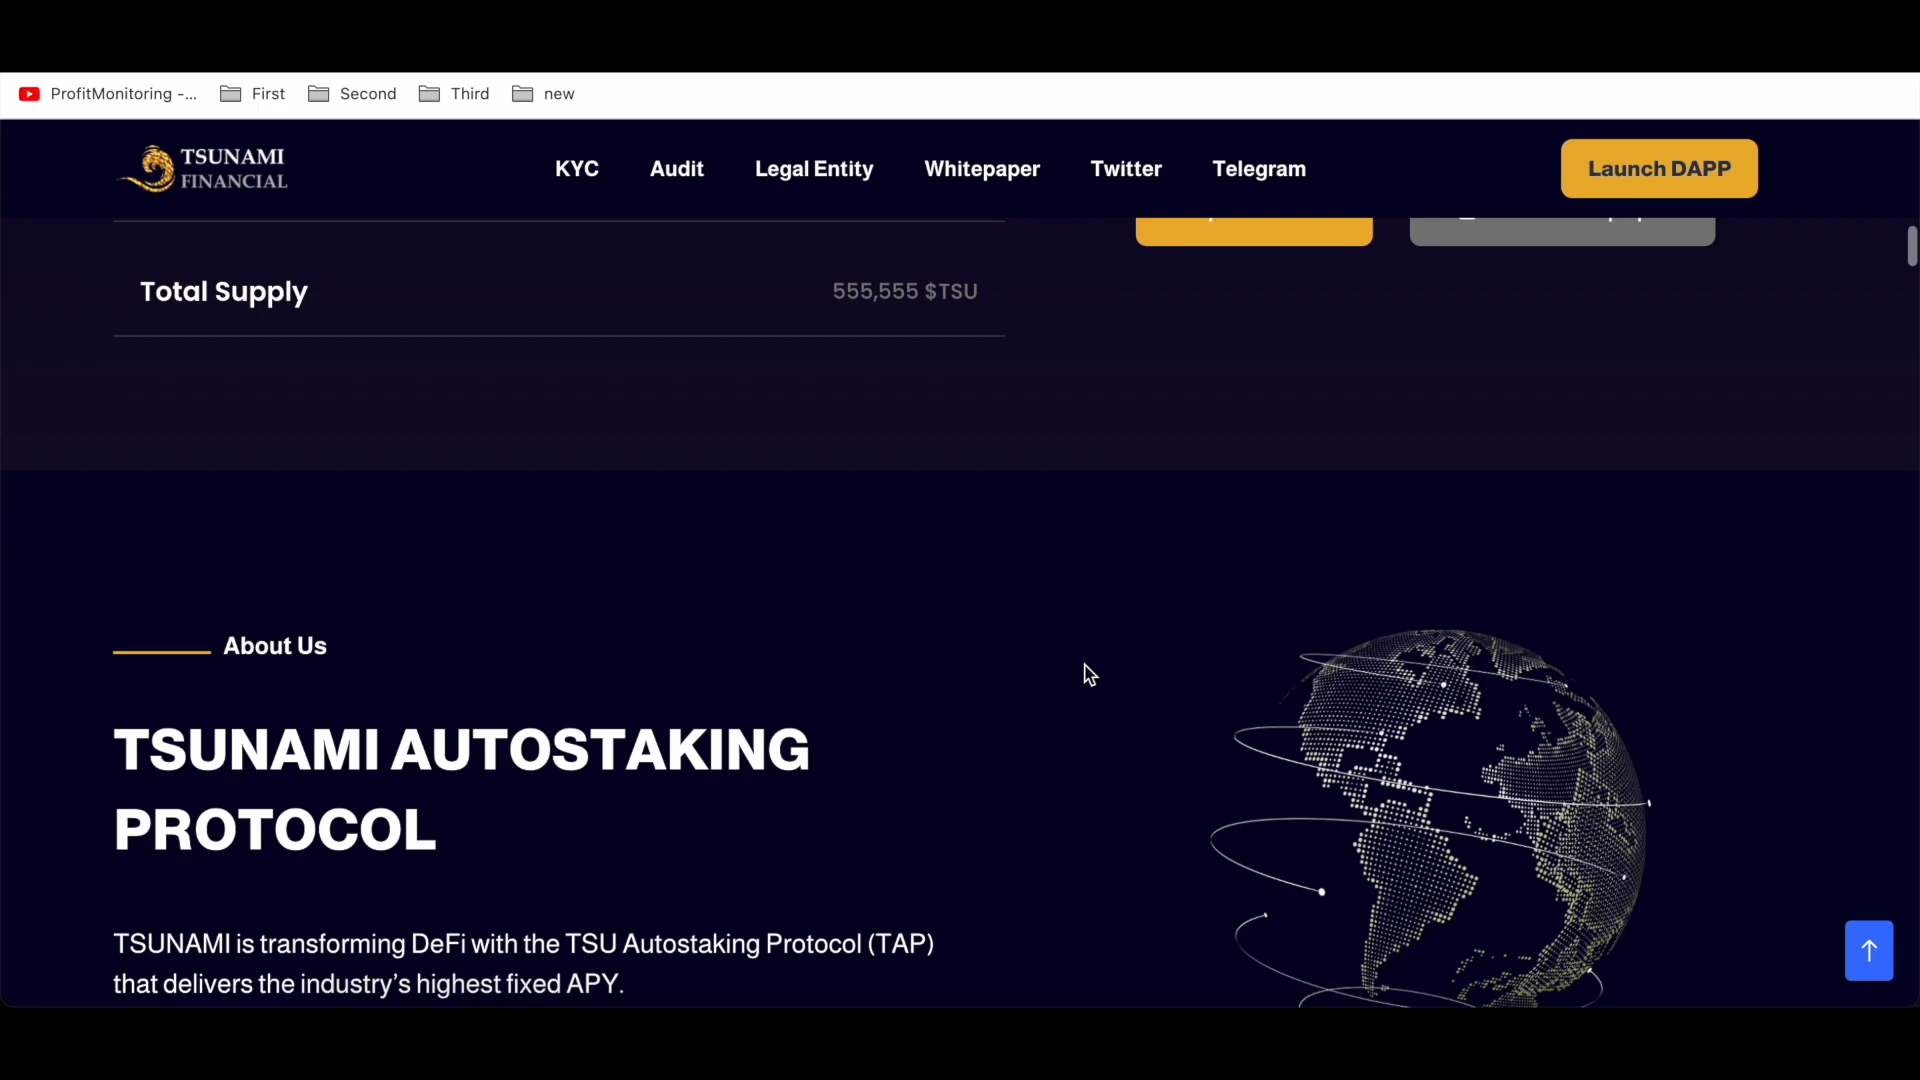 ProfitMonitoring -...
First
Second
Third
new
TSUNAMI
FINANCIAL
KYC
Audit
Legal Entity
Whitepaper
Twitter
Telegram
Launch DAPP
Total Supply
555,555 $TSU
About Us
TSUNAMI AUTOSTAKING
PROTOCOL
TSUNAMI is transforming DeFi with the TSU Autostaking Protocol (TAP)
that delivers the industry’s highest fixed APY.